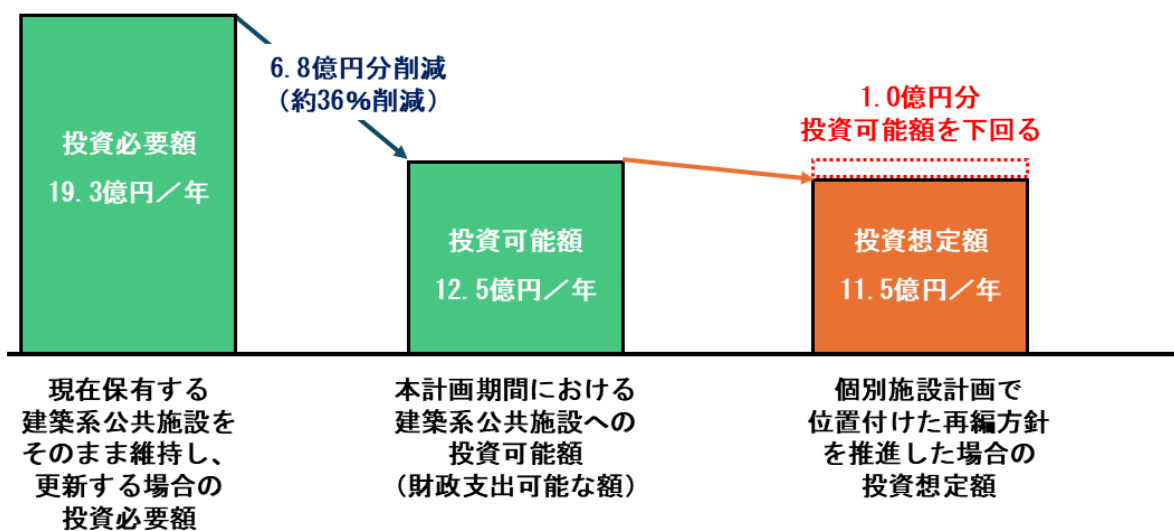 6.8億円分削減
（約36%削減）
1.0億円分
投資可能額を下回る
投資必要額
19.3億円／年
投資可能額
12.5億円／年
投資想定額
11.5億円／年
現在保有する
建築系公共施設を
そのまま維持し、
更新する場合の
投資必要額
本計画期間における
建築系公共施設への
投資可能額
（財政支出可能な額）
個別施設計画で
位置付けた再編方針
を推進した場合の
投資想定額